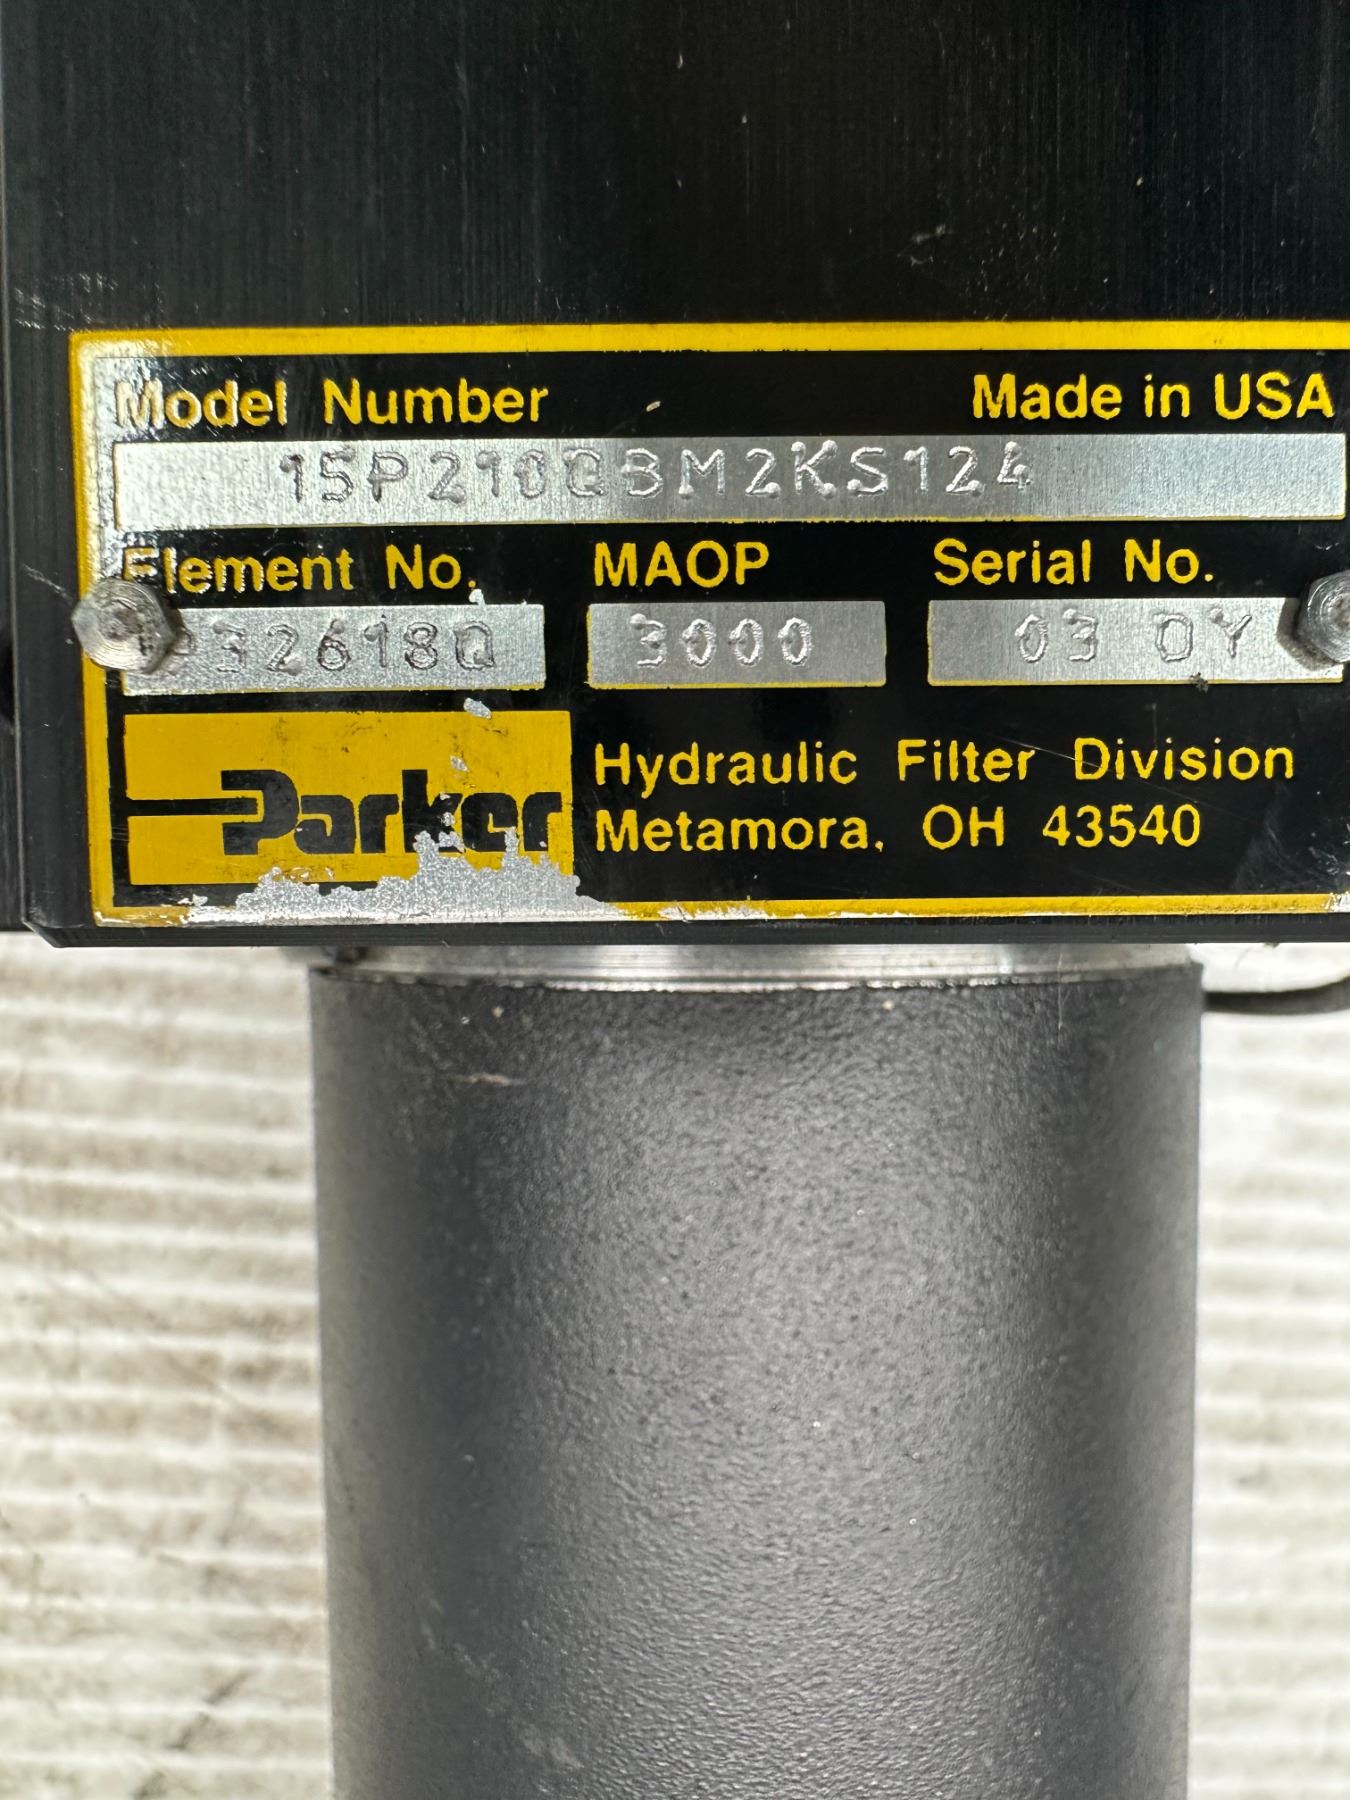 Model Number Made in USA
15P210QBM2KS124
Element No. MAOP Serial No.
932618Q 3000 03 DY
Parker
Hydraulic Filter Division
Metamora, OH 43540